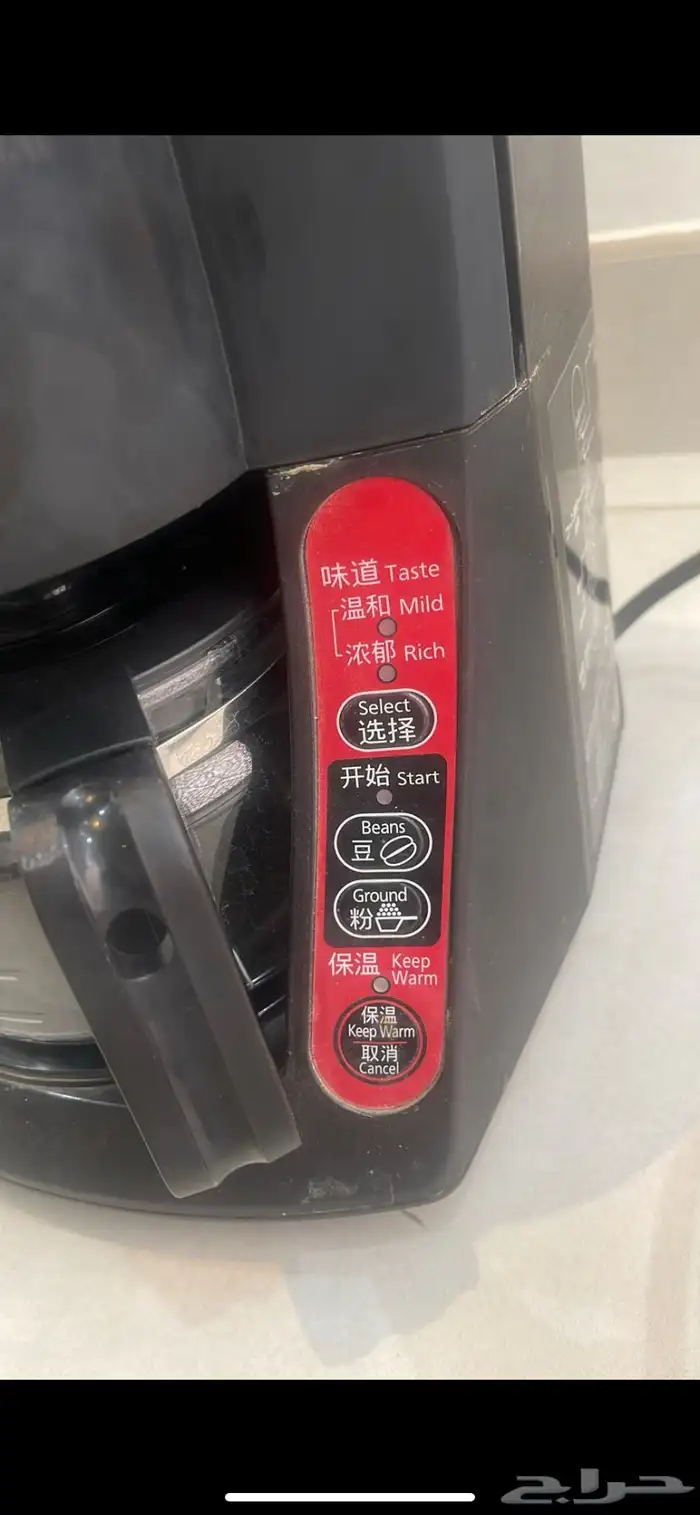 味道 Taste
温和 Mild
浓郁 Rich
Select
选择
开始 Start
Beans
豆
Ground
粉
保温 Keep Warm
保温
Keep Warm
取消
Cancel
حراج